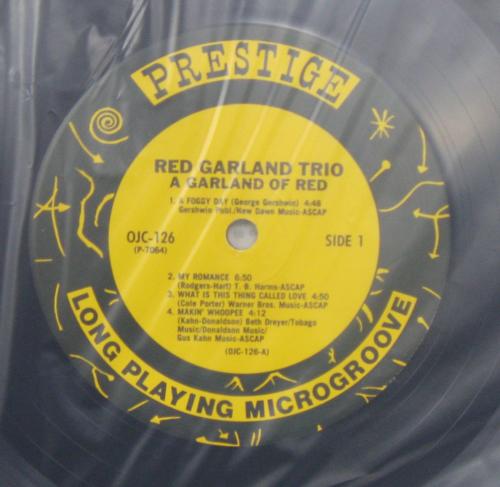 PRESTIGE
RED GARLAND TRIO
A GARLAND OF RED
1. A FOGGY DAY (George Gershwin) 4:48
Gershwin Publ./New Dawn Music-ASCAP
OJC-126
(P-7064)
SIDE 1
2. MY ROMANCE 6:50
(Rodgers-Hart) T. B. Harms-ASCAP
3. WHAT IS THIS THING CALLED LOVE 4:50
(Cole Porter) Warner Bros. Music-ASCAP
4. MAKIN' WHOOPEE 4:12
(Kahn-Donaldson) Beth Dreyer/Tobago
Music/Donaldson Music/
Gus Kahn Music-ASCAP
(OJC-126-A)
LONG PLAYING MICROGROOVE